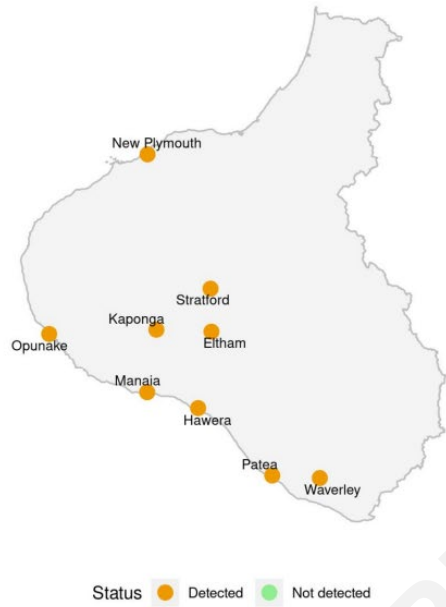 New Plymouth
Stratford
Kaponga
Eltham
Opunake
Manaia
Hawera
Patea
Waverley
Status Detected Not detected